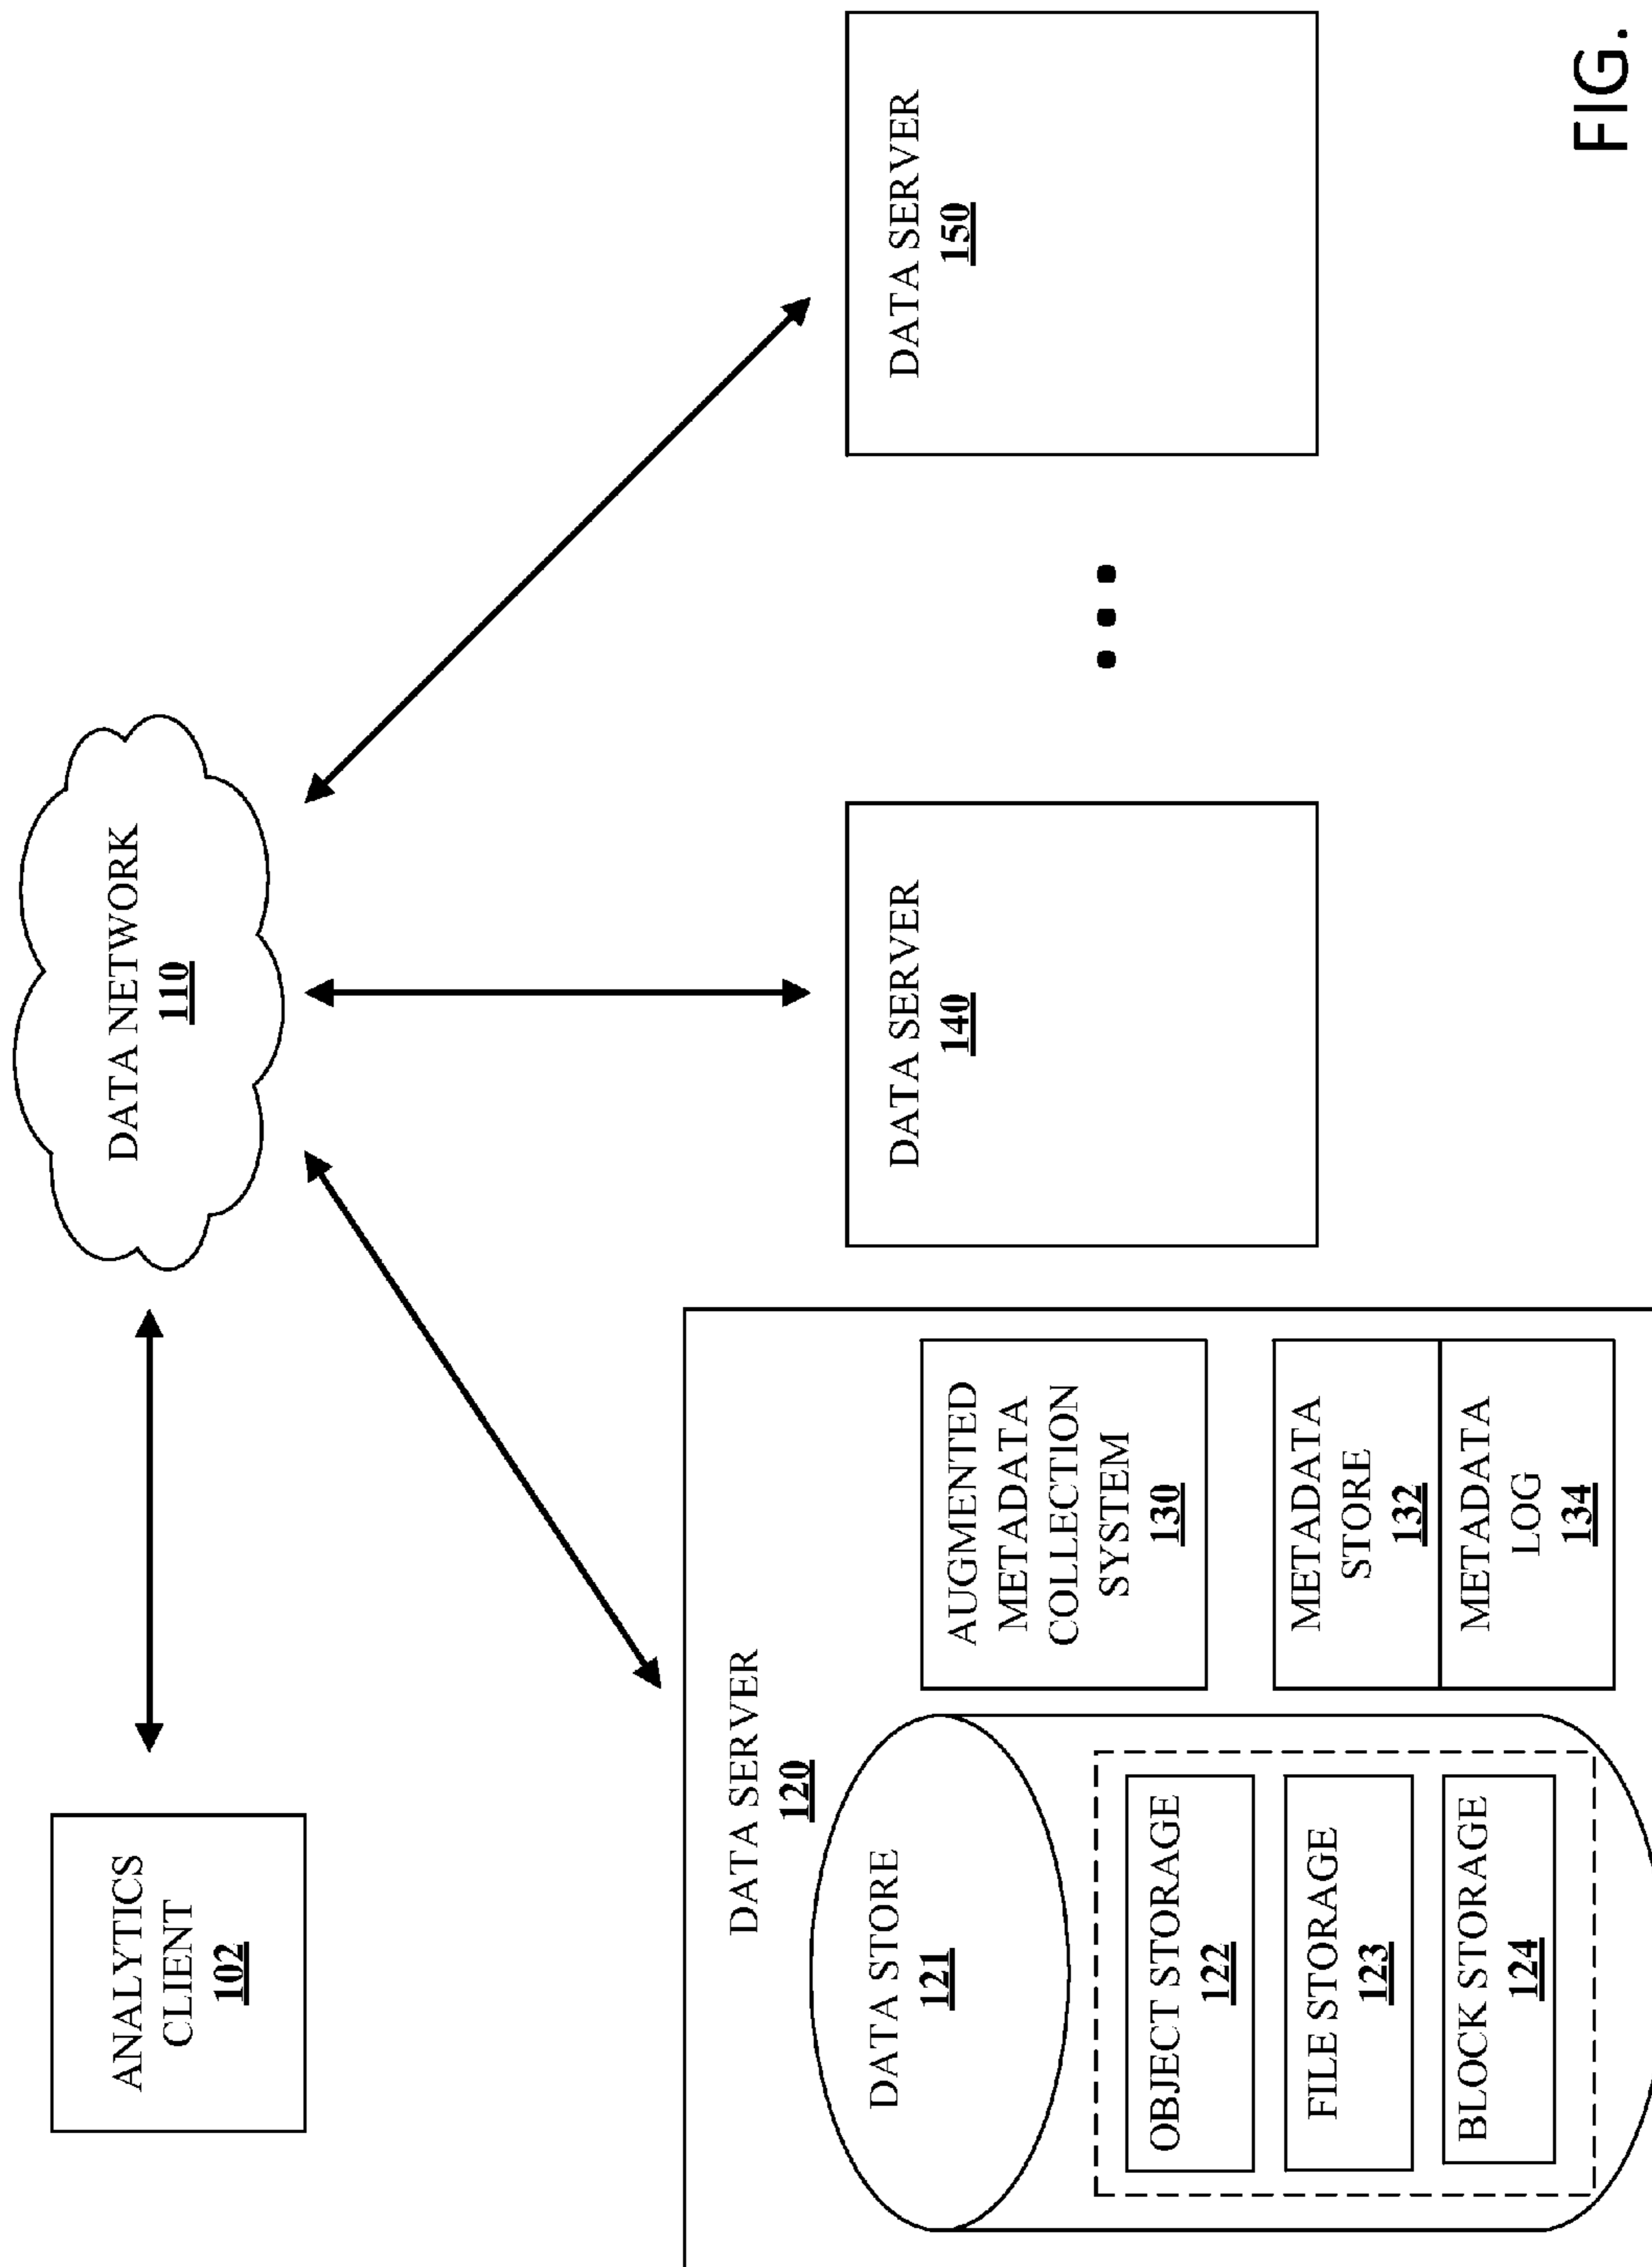 ANALYTICS
CLIENT
102
DATA NETWORK
110
DATA SERVER
120
DATA STORE
121
OBJECT STORAGE
122
FILE STORAGE
123
BLOCK STORAGE
124
AUGMENTED
METADATA
COLLECTION
SYSTEM
130
METADATA
STORE
132
METADATA
LOG
134
DATA SERVER
140
DATA SERVER
150
FIG.